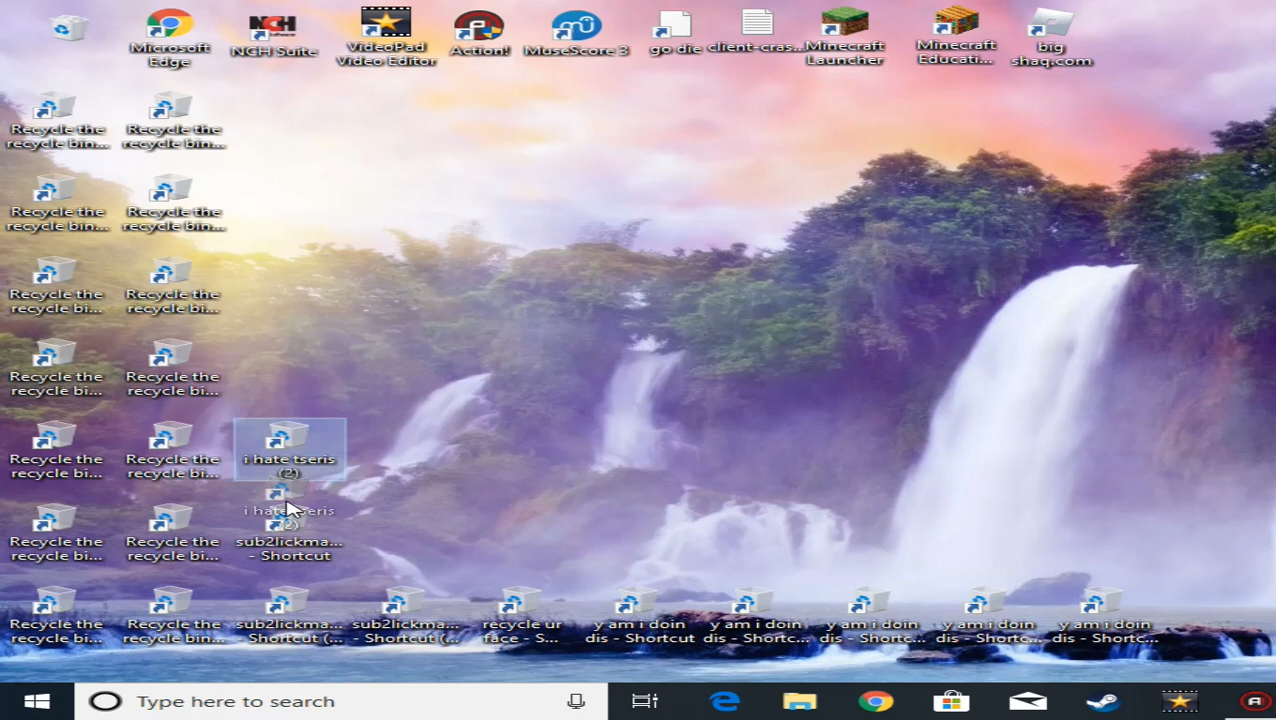 Microsoft
Edge
NCH Suite
VideoPad
Video Editor
Action!
MuseScore 3
go die
client-cras...
Minecraft
Launcher
Minecraft
Educati...
big
shaq.com
Recycle the
recycle bin...
Recycle the
recycle bin...
Recycle the
recycle bin...
Recycle the
recycle bin...
Recycle the
recycle bi...
Recycle the
recycle bi...
Recycle the
recycle bi...
Recycle the
recycle bi...
Recycle the
recycle bi...
Recycle the
recycle bi...
i hate tseris
(2)
i hate tseris
(2)
Recycle the
recycle bi...
Recycle the
recycle bi...
sub2lickma...
- Shortcut
Recycle the
recycle bi...
Recycle the
recycle bin...
sub2lickma...
- Shortcut (...
sub2lickma...
- Shortcut (...
recycle ur
face - S...
y am i doin
dis - Shortcut
y am i doin
dis - Shortc...
y am i doin
dis - Shortc...
y am i doin
dis - Shortc...
y am i doin
dis - Shortc...
Type here to search